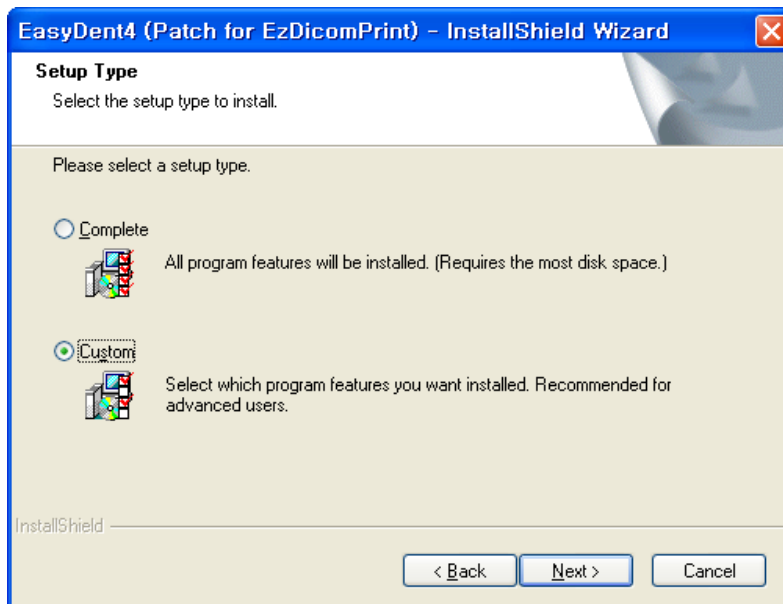 EasyDent4 (Patch for EzDicomPrint) - InstallShield Wizard
Setup Type
Select the setup type to install.
Please select a setup type.
Complete
All program features will be installed. (Requires the most disk space.)
Custom
Select which program features you want installed. Recommended for
advanced users.
InstallShield
< Back
Next >
Cancel